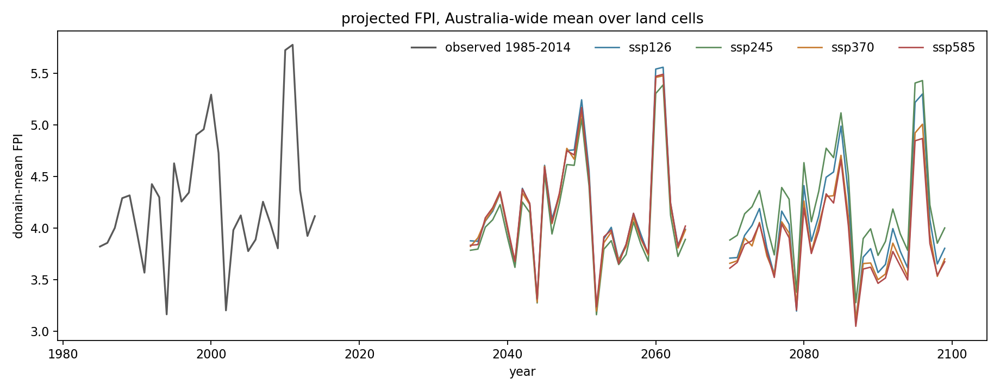 projected FPI, Australia-wide mean over land cells
observed 1985-2014
ssp126
ssp245
ssp370
ssp585
domain-mean FPI
5.5
5.0
4.5
4.0
3.5
3.0
1980
2000
2020
2040
2060
2080
2100
year